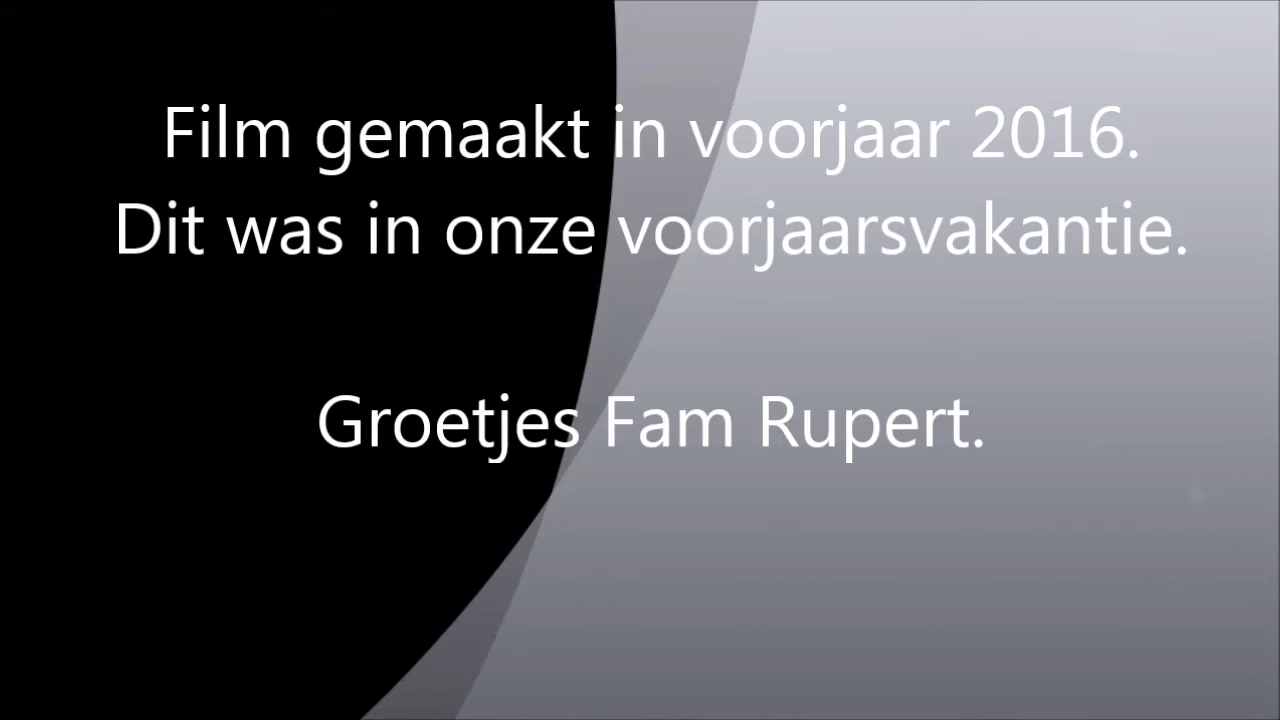 Film gemaakt in voorjaar 2016.
Dit was in onze voorjaarsvakantie.
Groetjes Fam Rupert.